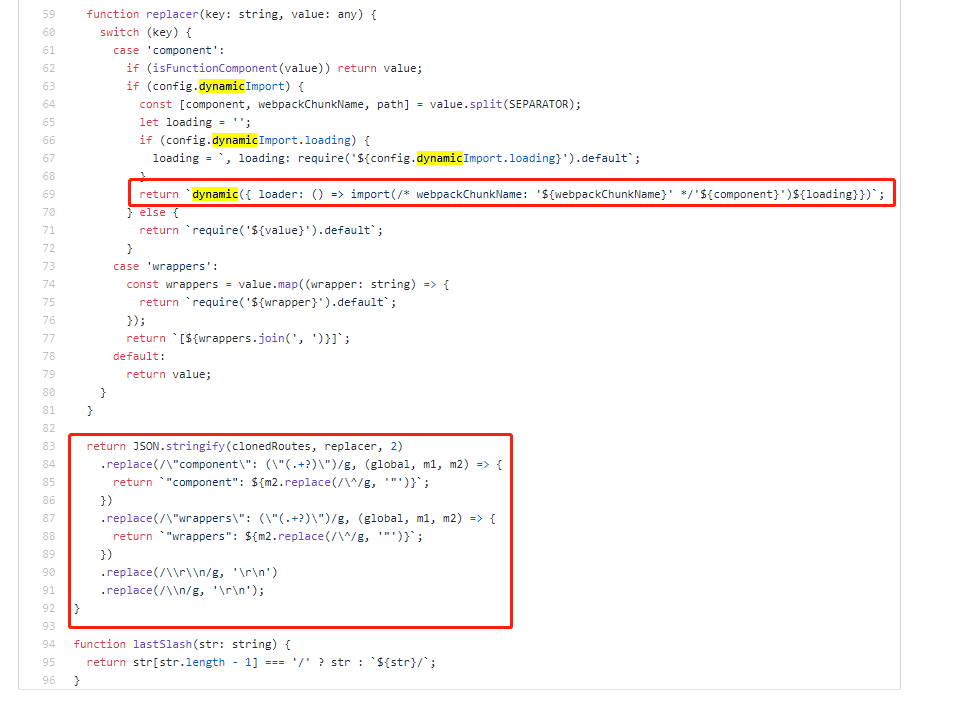 59 function replacer(key: string, value: any) {
60 switch (key) {
61 case 'component':
62 if (isFunctionComponent(value)) return value;
63 if (config.dynamicImport) {
64 const [component, webpackChunkName, path] = value.split(SEPARATOR);
65 let loading = '';
66 if (config.dynamicImport.loading) {
67 loading = `, loading: require('${config.dynamicImport.loading}').default`;
68 }
69 return `dynamic({ loader: () => import(/* webpackChunkName: '${webpackChunkName}' */'${component}')${loading}})`;
70 } else {
71 return `require('${value}').default`;
72 }
73 case 'wrappers':
74 const wrappers = value.map((wrapper: string) => {
75 return `require('${wrapper}').default`;
76 });
77 return `[${wrappers.join(', ')}]`;
78 default:
79 return value;
80 }
81 }
82
83 return JSON.stringify(clonedRoutes, replacer, 2)
84 .replace(/\"component\": (\"(.+?)\")/g, (global, m1, m2) => {
85 return `"component": ${m2.replace(/\^/g, '"')}`;
86 })
87 .replace(/\"wrappers\": (\"(.+?)\")/g, (global, m1, m2) => {
88 return `"wrappers": ${m2.replace(/\^/g, '"')}`;
89 })
90 .replace(/\\r\\n/g, '\r\n')
91 .replace(/\\n/g, '\r\n');
92 }
93
94 function lastSlash(str: string) {
95 return str[str.length - 1] === '/' ? str : `${str}/`;
96 }